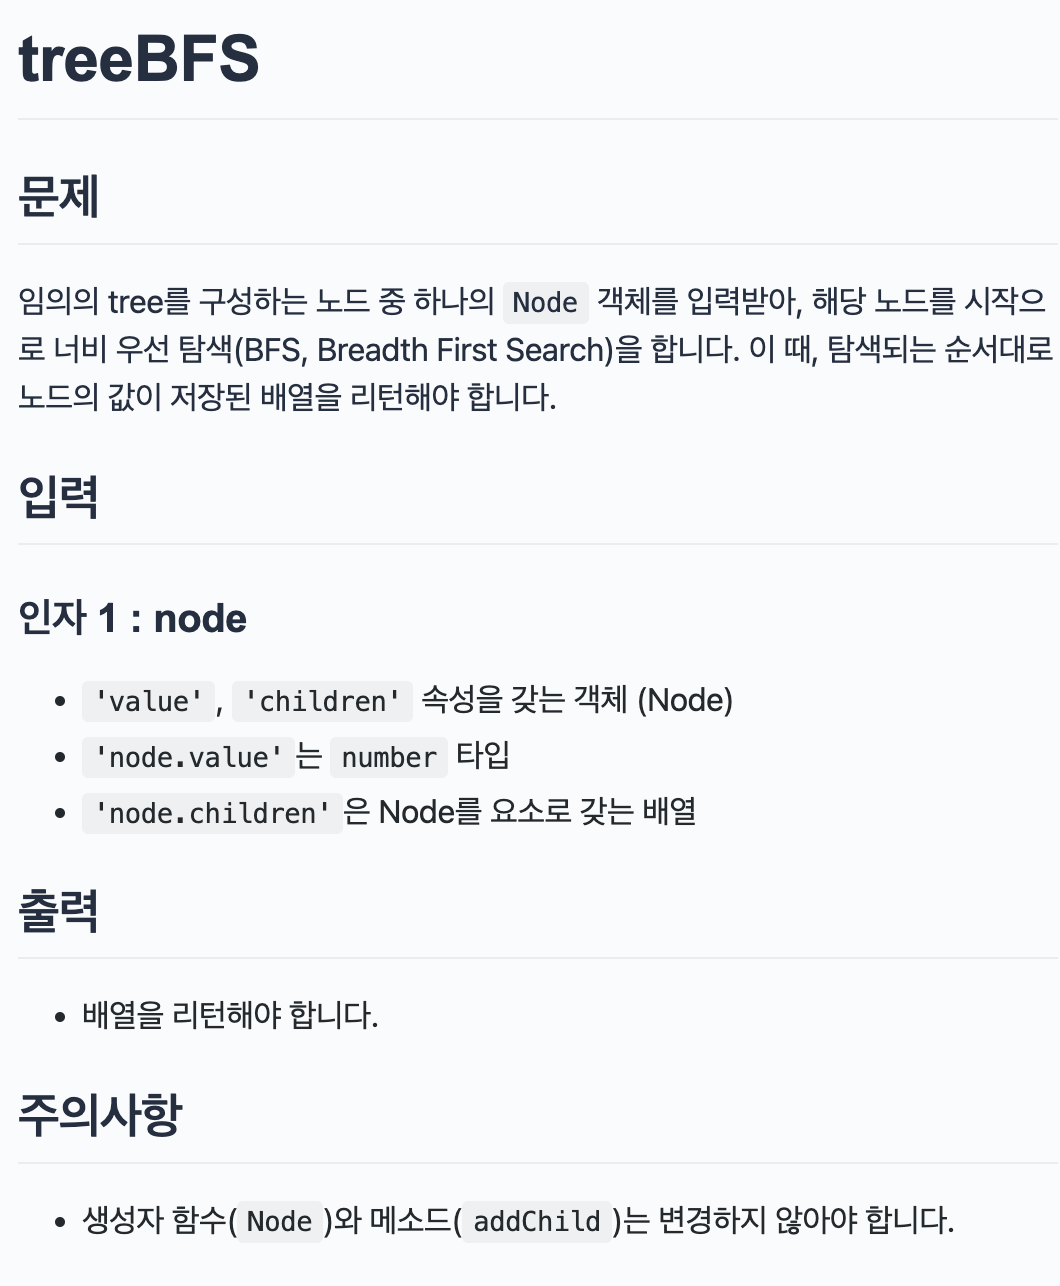 treeBFS
문제
임의의 tree를 구성하는 노드 중 하나의 Node 객체를 입력받아, 해당 노드를 시작으
로 너비 우선 탐색(BFS, Breadth First Search)을 합니다. 이 때, 탐색되는 순서대로
노드의 값이 저장된 배열을 리턴해야 합니다.
입력
인자 1 : node
• 'value', 'children' 속성을 갖는 객체 (Node)
• 'node.value'는 number 타입
• 'node.children'은 Node를 요소로 갖는 배열
출력
• 배열을 리턴해야 합니다.
주의사항
• 생성자 함수(Node)와 메소드(addChild)는 변경하지 않아야 합니다.